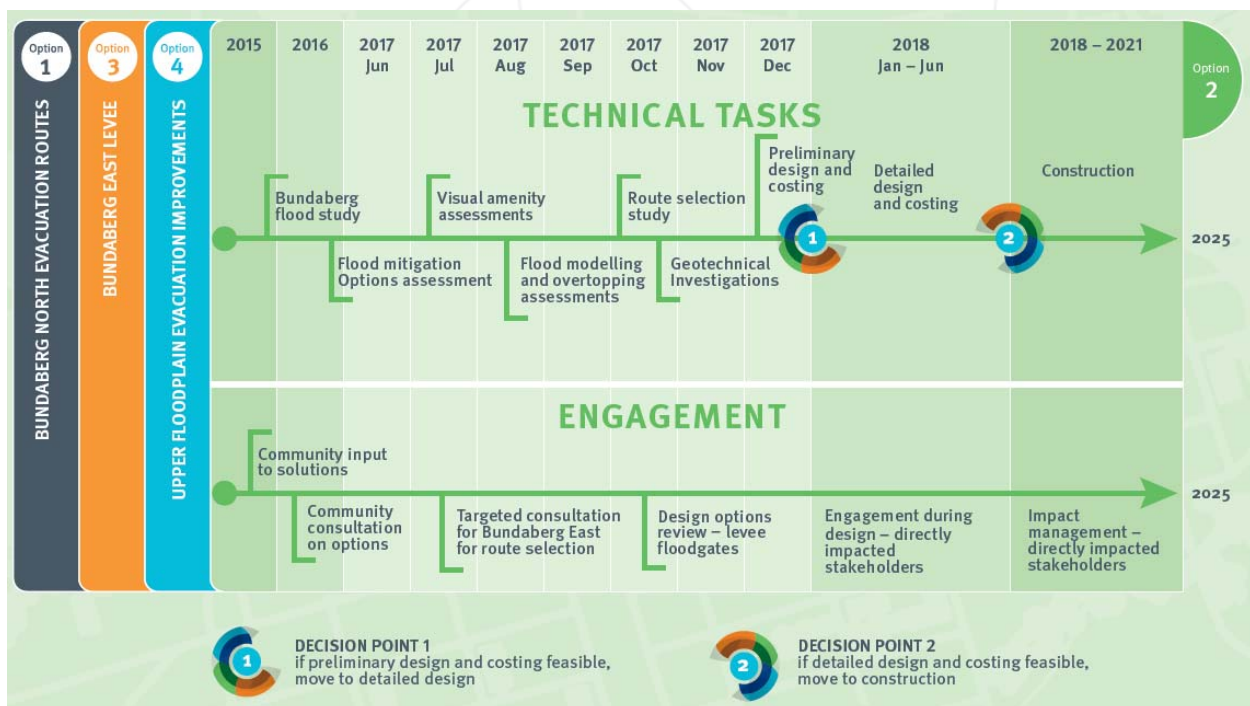 Option
1
BUNDABERG NORTH EVACUATION ROUTES
Option
3
BUNDABERG EAST LEVEE
Option
4
UPPER FLOODPLAIN EVACUATION IMPROVEMENTS
2015
2016
2017
Jun
2017
Jul
2017
Aug
2017
Sep
2017
Oct
2017
Nov
2017
Dec
2018
Jan – Jun
2018 – 2021
Option
2
TECHNICAL TASKS
Bundaberg
flood study
Visual amenity
assessments
Route selection
study
Preliminary
design and
costing
Detailed
design
and costing
Construction
1
2
2025
Flood mitigation
Options assessment
Flood modelling
and overtopping
assessments
Geotechnical
Investigations
ENGAGEMENT
Community input
to solutions
2025
Community
consultation
on options
Targeted consultation
for Bundaberg East
for route selection
Design options
review – levee
floodgates
Engagement during
design – directly
impacted
stakeholders
Impact
management –
directly impacted
stakeholders
1
DECISION POINT 1
if preliminary design and costing feasible,
move to detailed design
2
DECISION POINT 2
if detailed design and costing feasible,
move to construction